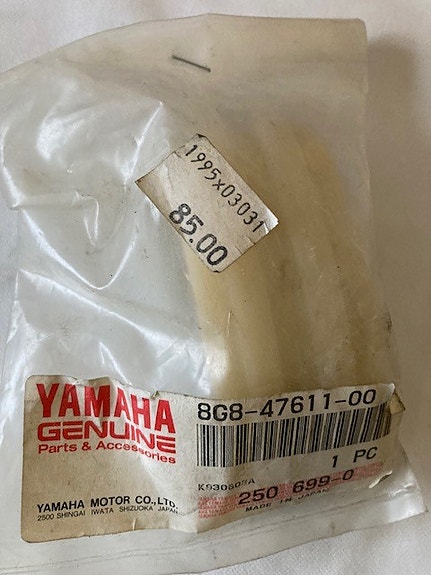 1995x03031
85.00
YAMAHA
GENUINE
Parts & Accessories
8G8-47611-00
1 PC
K930608A
250 699-0
MADE IN JAPAN
YAMAHA MOTOR CO., LTD.
2500 SHINGAI IWATA SHIZUOKA JAPAN